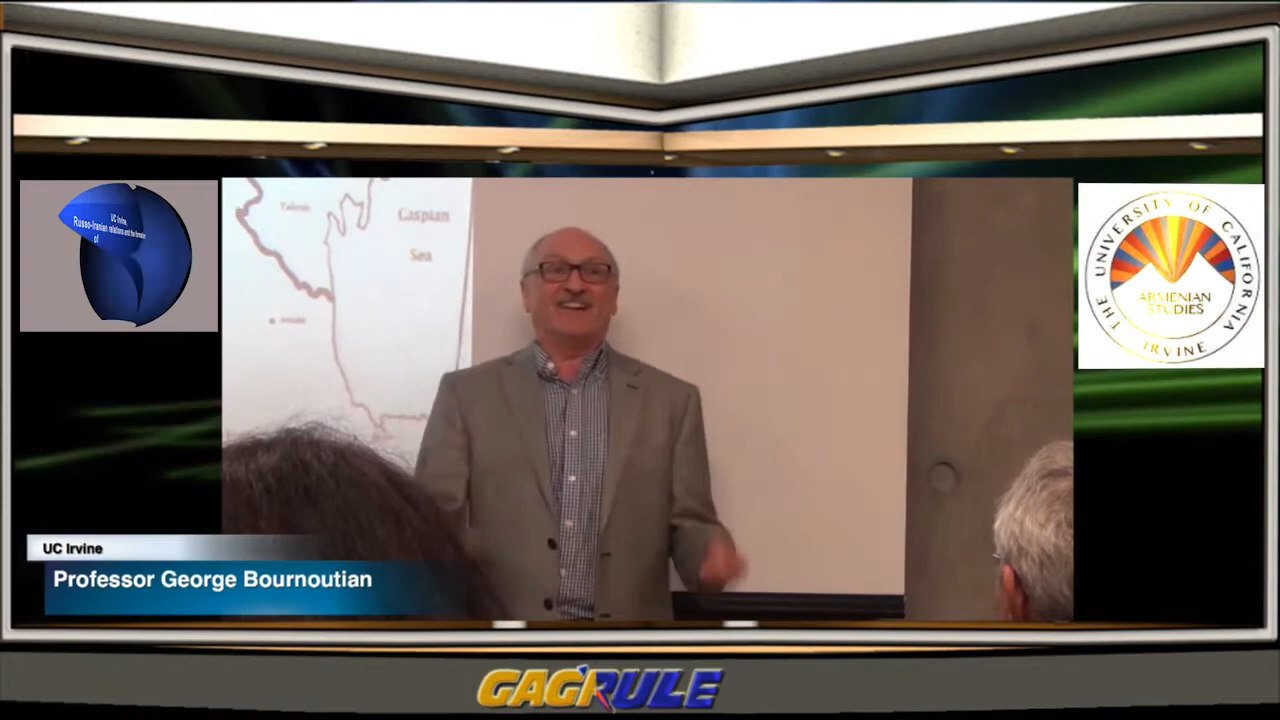 UC Irvine,
Russo-Iranian relations and the formation
of
Talesh
Caspian
Sea
THE UNIVERSITY OF CALIFORNIA
ARMENIAN
STUDIES
IRVINE
UC Irvine
Professor George Bournoutian
GAGRULE